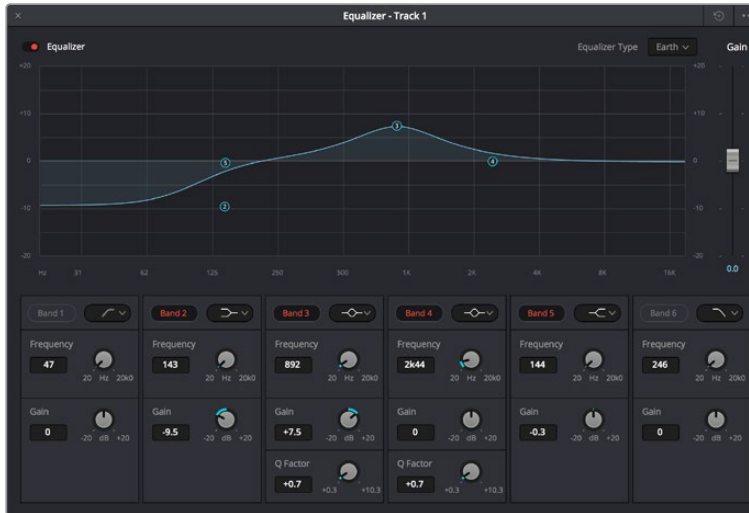 Equalizer - Track 1
Equalizer
Equalizer Type
Earth
Gain
+20
+20
+10
+10
0
0
-10
-10
-20
-20
Hz 31 62 125 250 500 1K 2K 4K 8K 16K
0.0
5
2
3
4
Band 1
Band 2
Band 3
Band 4
Band 5
Band 6
Frequency Frequency Frequency Frequency Frequency Frequency
47 143 892 2k44 144 246
20 Hz 20k0 20 Hz 20k0 20 Hz 20k0 20 Hz 20k0 20 Hz 20k0 20 Hz 20k0
Gain Gain Gain Gain Gain Gain
0 -9.5 +7.5 0 -0.3 0
-20 dB +20 -20 dB +20 -20 dB +20 -20 dB +20 -20 dB +20 -20 dB +20
Q Factor Q Factor
+0.7 +0.7
+0.3 +10.3 +0.3 +10.3